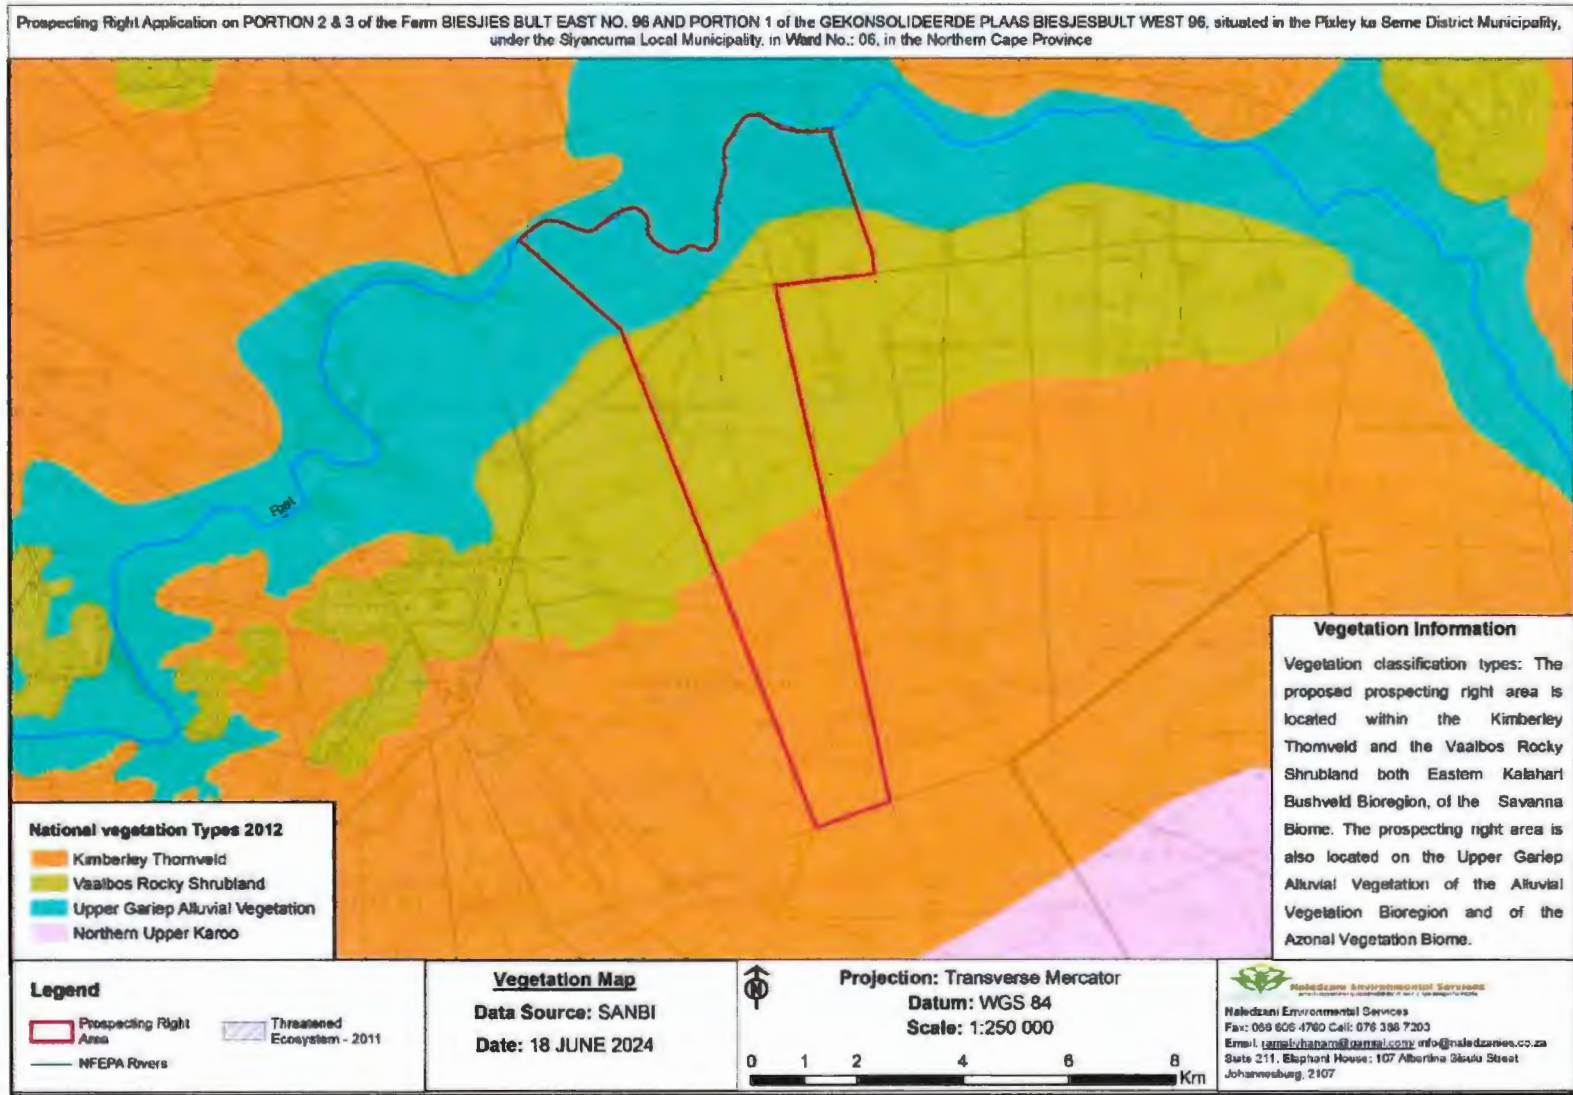 Prospecting Right Application on PORTION 2 & 3 of the Farm BIESJIES BULT EAST NO. 96 AND PORTION 1 of the GEKONSOLIDEERDE PLAAS BIESJESBULT WEST 96, situated in the Pixley ka Seme District Municipality,
under the Siyancuma Local Municipality, in Ward No.: 06, in the Northern Cape Province
Vegetation Information
Vegetation classification types: The
proposed prospecting right area is
located within the Kimberley
Thornveld and the Vaalbos Rocky
Shrubland both Eastern Kalahari
Bushveld Bioregion, of the Savanna
Biome. The prospecting right area is
also located on the Upper Gariep
Alluvial Vegetation of the Alluvial
Vegetation Bioregion and of the
Azonal Vegetation Biome.
National vegetation Types 2012
Kimberley Thornveld
Vaalbos Rocky Shrubland
Upper Gariep Alluvial Vegetation
Northern Upper Karoo
Legend
Prospecting Right
Area
Threatened
Ecosystem - 2011
NFEPA Rivers
Vegetation Map
Data Source: SANBI
Date: 18 JUNE 2024
N
Projection: Transverse Mercator
Datum: WGS 84
Scale: 1:250 000
0 1 2 4 6 8
Km
Naledzani Environmental Services
Naledzani Environmental Services
Fax: 086 605 4760 Cell: 076 388 7203
Email. info@naledzanies.co.za
Suite 211, Elephant House: 107 Albertina Sisulu Street
Johannesburg, 2107